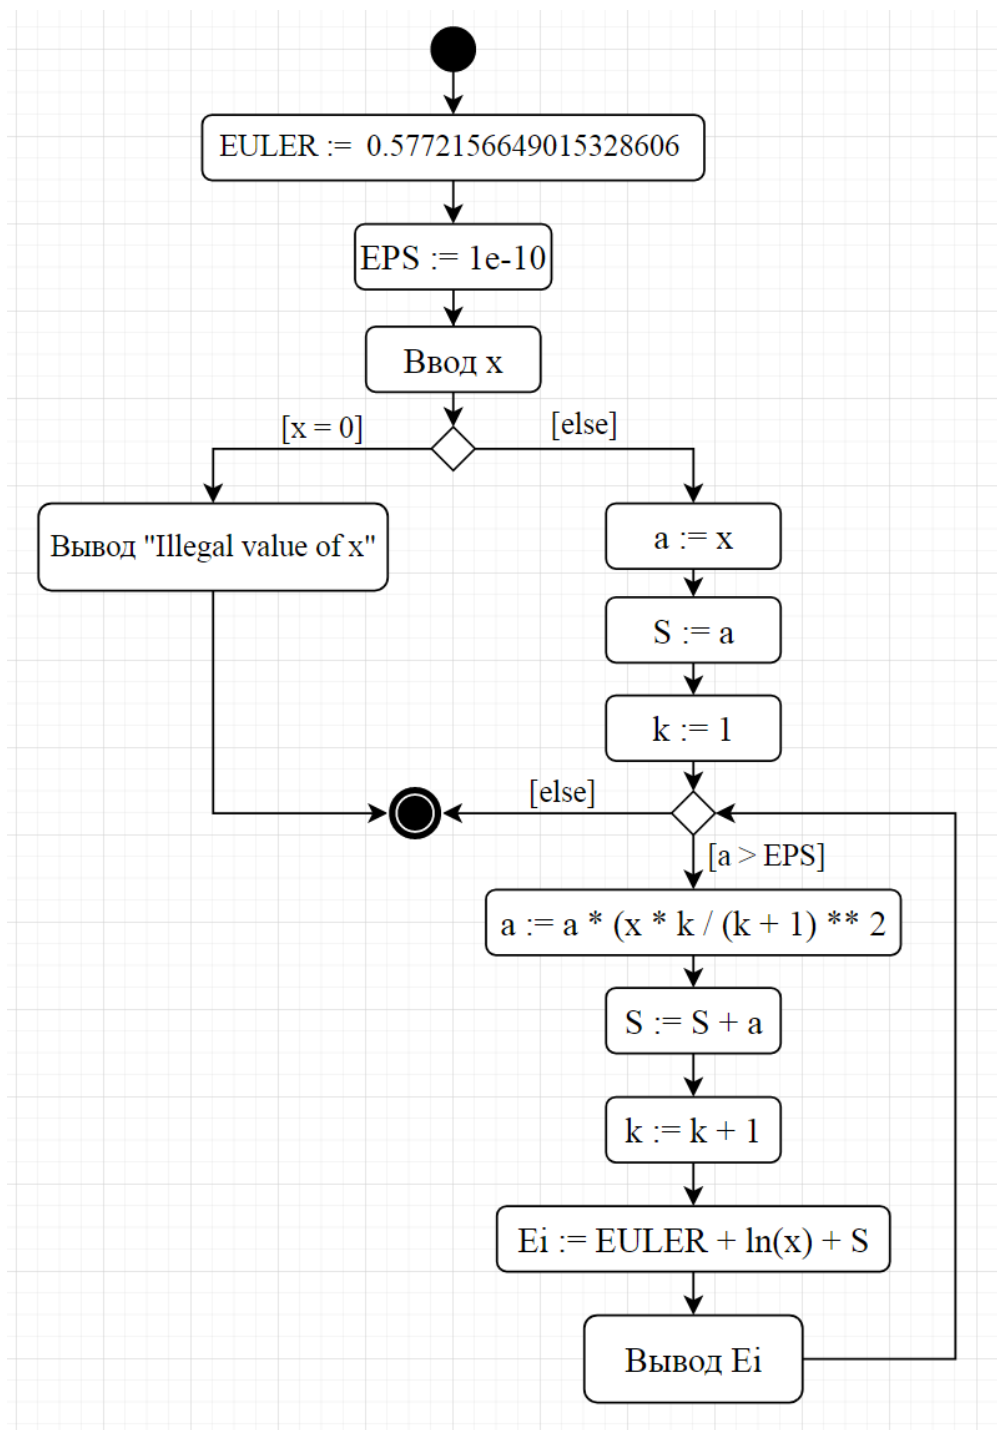 EULER := 0.5772156649015328606
EPS := 1e-10
Ввод x
[x = 0]
[else]
Вывод "Illegal value of x"
a := x
S := a
k := 1
[else]
[a > EPS]
a := a * (x * k / (k + 1) ** 2
S := S + a
k := k + 1
Ei := EULER + ln(x) + S
Вывод Ei